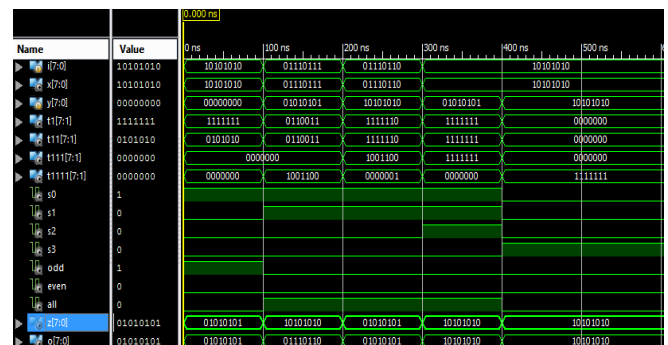 0.000 ns
Name Value 0 ns 100 ns 200 ns 300 ns 400 ns 500 ns 6
i[7:0] 10101010 10101010 01110111 01110110 10101010
x[7:0] 10101010 10101010 01110111 01110110 10101010
y[7:0] 00000000 00000000 01010101 10101010 01010101 10101010
t1[7:1] 1111111 1111111 0110011 1111110 1111111 0000000
t11[7:1] 0101010 0101010 0110011 1111110 1111111 0000000
t111[7:1] 0000000 0000000 1001100 1111111 0000000
t1111[7:1] 0000000 0000000 1001100 0000001 0000000 1111111
s0 1
s1 0
s2 0
s3 0
odd 1
even 0
all 0
z[7:0] 01010101 01010101 10101010 01010101 10101010 10101010
o[7:0] 01010101 01010101 01110110 01010101 10101010 10101010